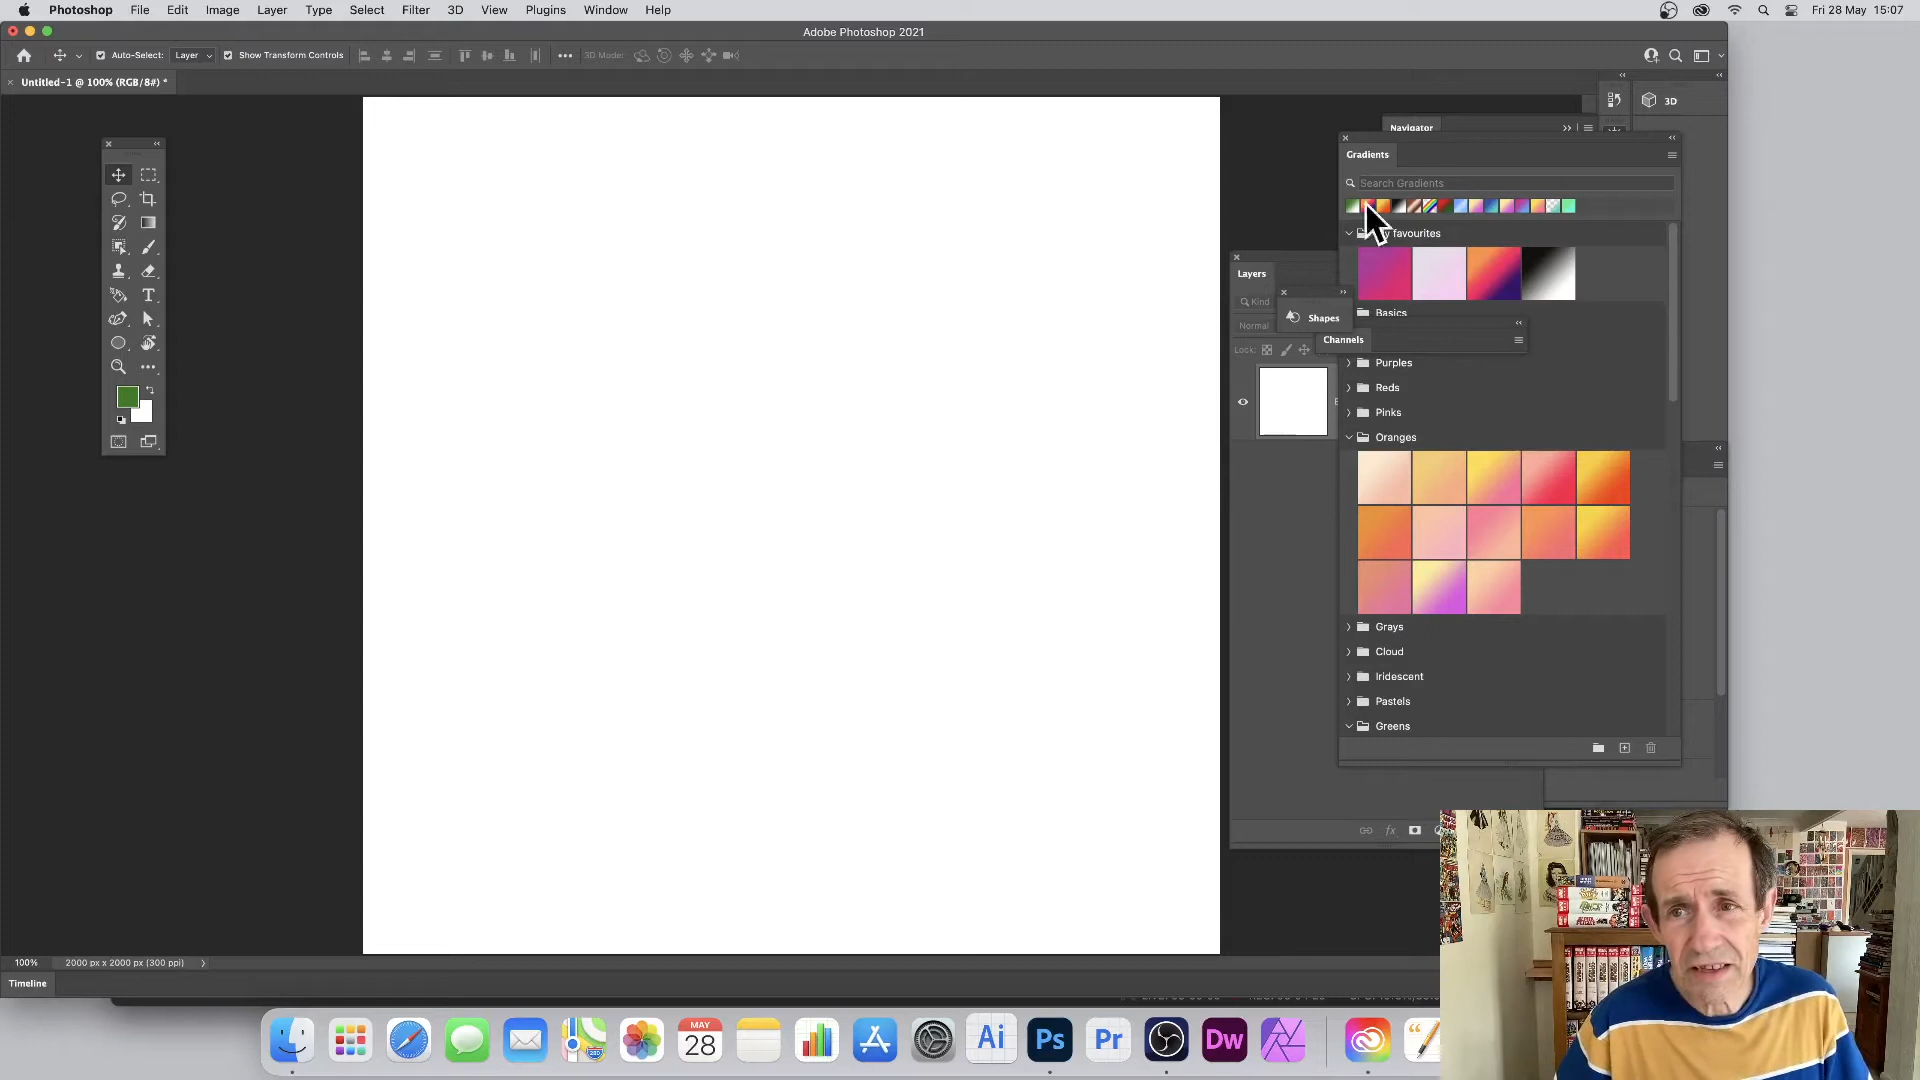 Photoshop File Edit Image Layer Type Select Filter 3D View Plugins Window Help Fri 28 May 15:07
Adobe Photoshop 2021
Auto-Select: Layer Show Transform Controls 3D Mode:
Untitled-1 @ 100% (RGB/8#) *
3D
Navigator
Gradients
Search Gradients
favourites
Layers
Kind
Shapes
Basics
Normal
Channels
Lock:
Purples
Reds
Pinks
Oranges
Grays
Cloud
Iridescent
Pastels
Greens
fx
100% 2000 px x 2000 px (300 ppi)
Timeline
MAY
28
280
Ai
Ps
Pr
Dw